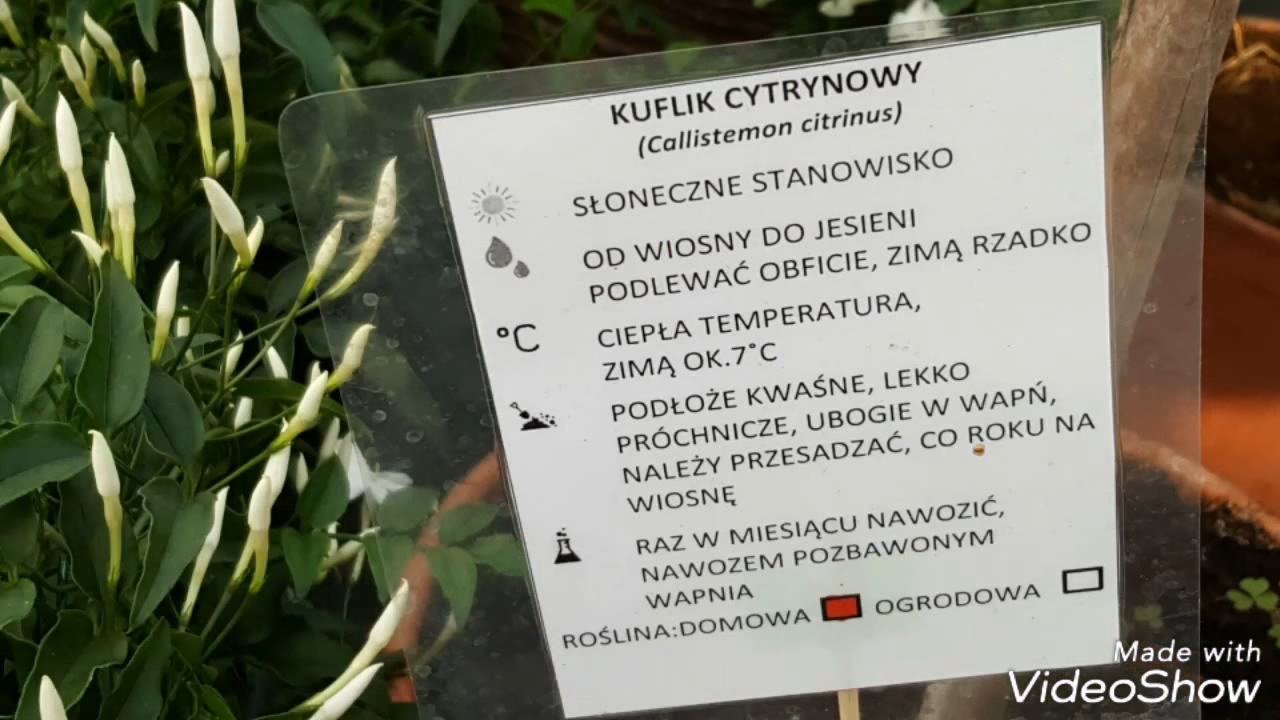 KUFLIK CYTRYNOWY
(Callistemon citrinus)
SŁONECZNE STANOWISKO
OD WIOSNY DO JESIENI
PODLEWAĆ OBFICIE, ZIMĄ RZADKO
°C
CIEPŁA TEMPERATURA,
ZIMĄ OK.7°C
PODŁOŻE KWAŚNE, LEKKO
PRÓCHNICZE, UBOGIE W WAPŃ,
NALEŻY PRZESADZAĆ, CO ROKU NA
WIOSNĘ
RAZ W MIESIĄCU NAWOZIĆ,
NAWOZEM POZBAWONYM
WAPNIA
ROŚLINA:DOMOWA OGRODOWA
Made with
VideoShow